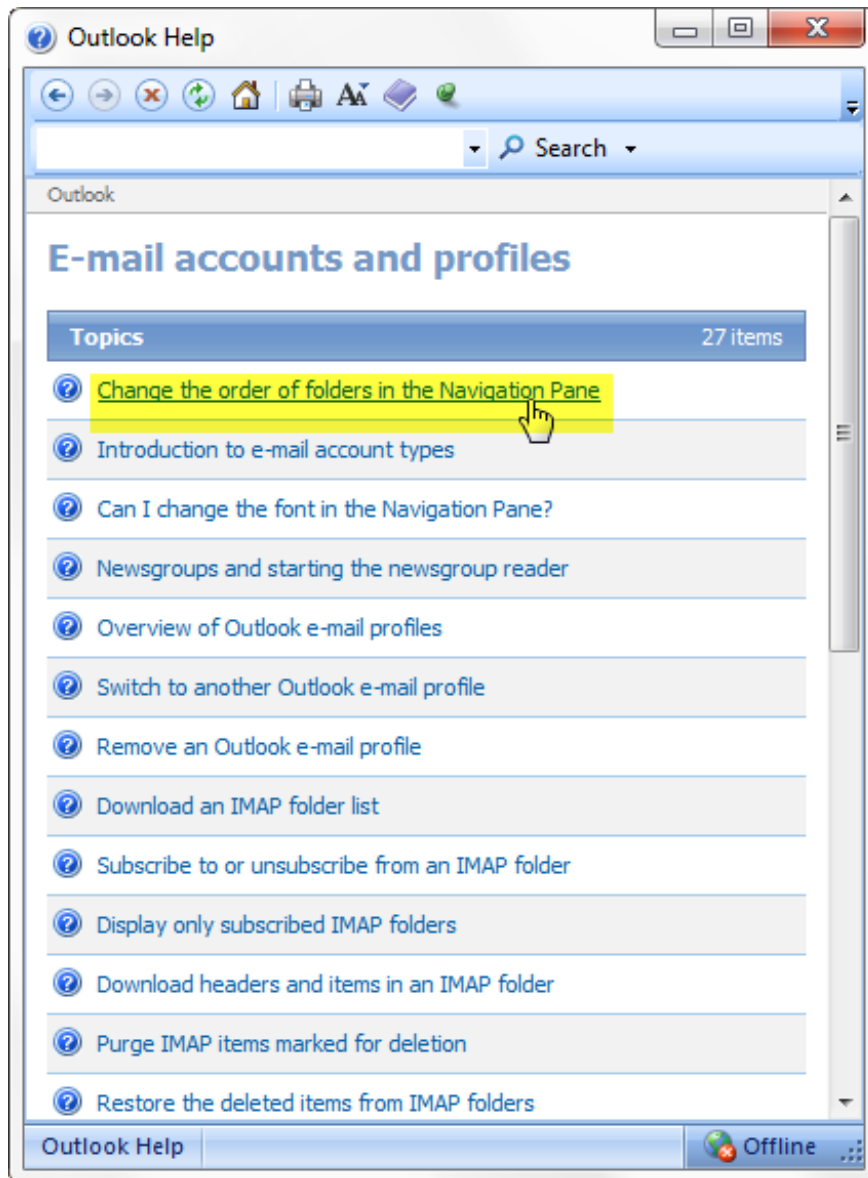 Outlook Help
Search
Outlook
E-mail accounts and profiles
Topics 27 items
Change the order of folders in the Navigation Pane
Introduction to e-mail account types
Can I change the font in the Navigation Pane?
Newsgroups and starting the newsgroup reader
Overview of Outlook e-mail profiles
Switch to another Outlook e-mail profile
Remove an Outlook e-mail profile
Download an IMAP folder list
Subscribe to or unsubscribe from an IMAP folder
Display only subscribed IMAP folders
Download headers and items in an IMAP folder
Purge IMAP items marked for deletion
Restore the deleted items from IMAP folders
Outlook Help Offline